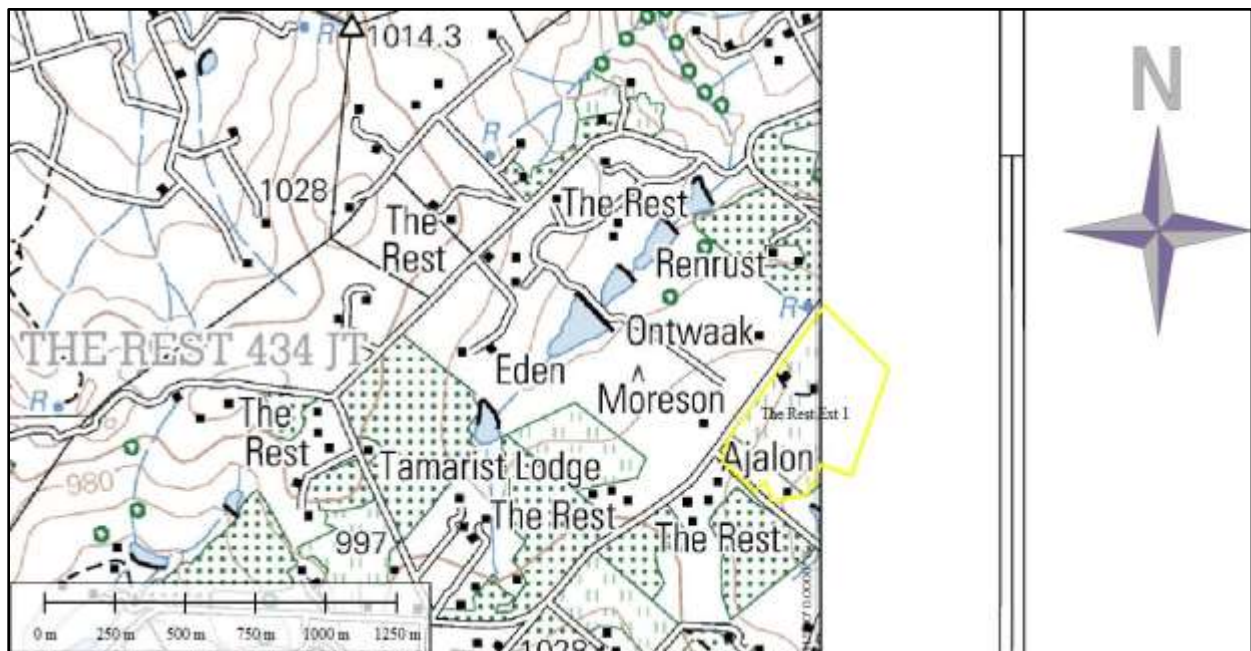 R
1014.3
N
R
1028
The Rest
The
Rest
Renrust
R
THE REST 434 JT
Ontwaak
Eden
Moreson
The Rest Ext 1
R
The
Rest
Ajalon
Tamarist Lodge
980
The Rest
The Rest
997
0 m 250 m 500 m 750 m 1000 m 1250 m
1028